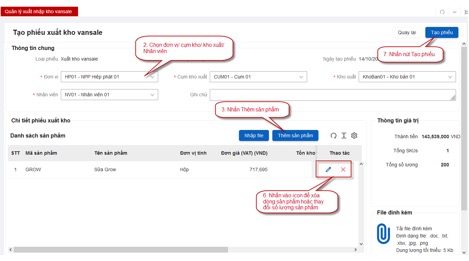 Quản lý xuất nhập kho vansale
Tạo phiếu xuất kho vansale
Quay lại
Tạo phiếu
Thông tin chung
2. Chọn đơn vị/ cụm kho/ kho xuất/ Nhân viên
7. Nhấn nút Tạo phiếu
Loại phiếu Xuất kho vansale
Ngày tạo phiếu 14/10/20
* Đơn vị HP01 - NPP Hiệp phát 01
* Cụm kho xuất CUM01 - Cụm 01
* Kho xuất KhoBan01 - Kho bán 01
* Nhân viên NV01 - Nhân viên 01
Ghi chú
3. Nhấn Thêm sản phẩm
Chi tiết phiếu xuất kho
Thông tin giá trị
Danh sách sản phẩm
Nhập file
Thêm sản phẩm
Thành tiền 143,539,000 VND
Tổng SKUs 1
Tổng số lượng 200
STT Mã sản phẩm Tên sản phẩm Đơn vị tính Đơn giá (VAT) (VND) Tồn kho Thao tác
1 GROW Sữa Grow Hộp 717,695
6. Nhấn vào icon để xóa dòng sản phẩm hoặc thay đổi số lượng sản phẩm
File đính kèm
Tải file đính kèm
Định dạng file: .doc, .txt, .xlsx, .jpg, .png
Dung lượng tối thiểu: 5 Kb